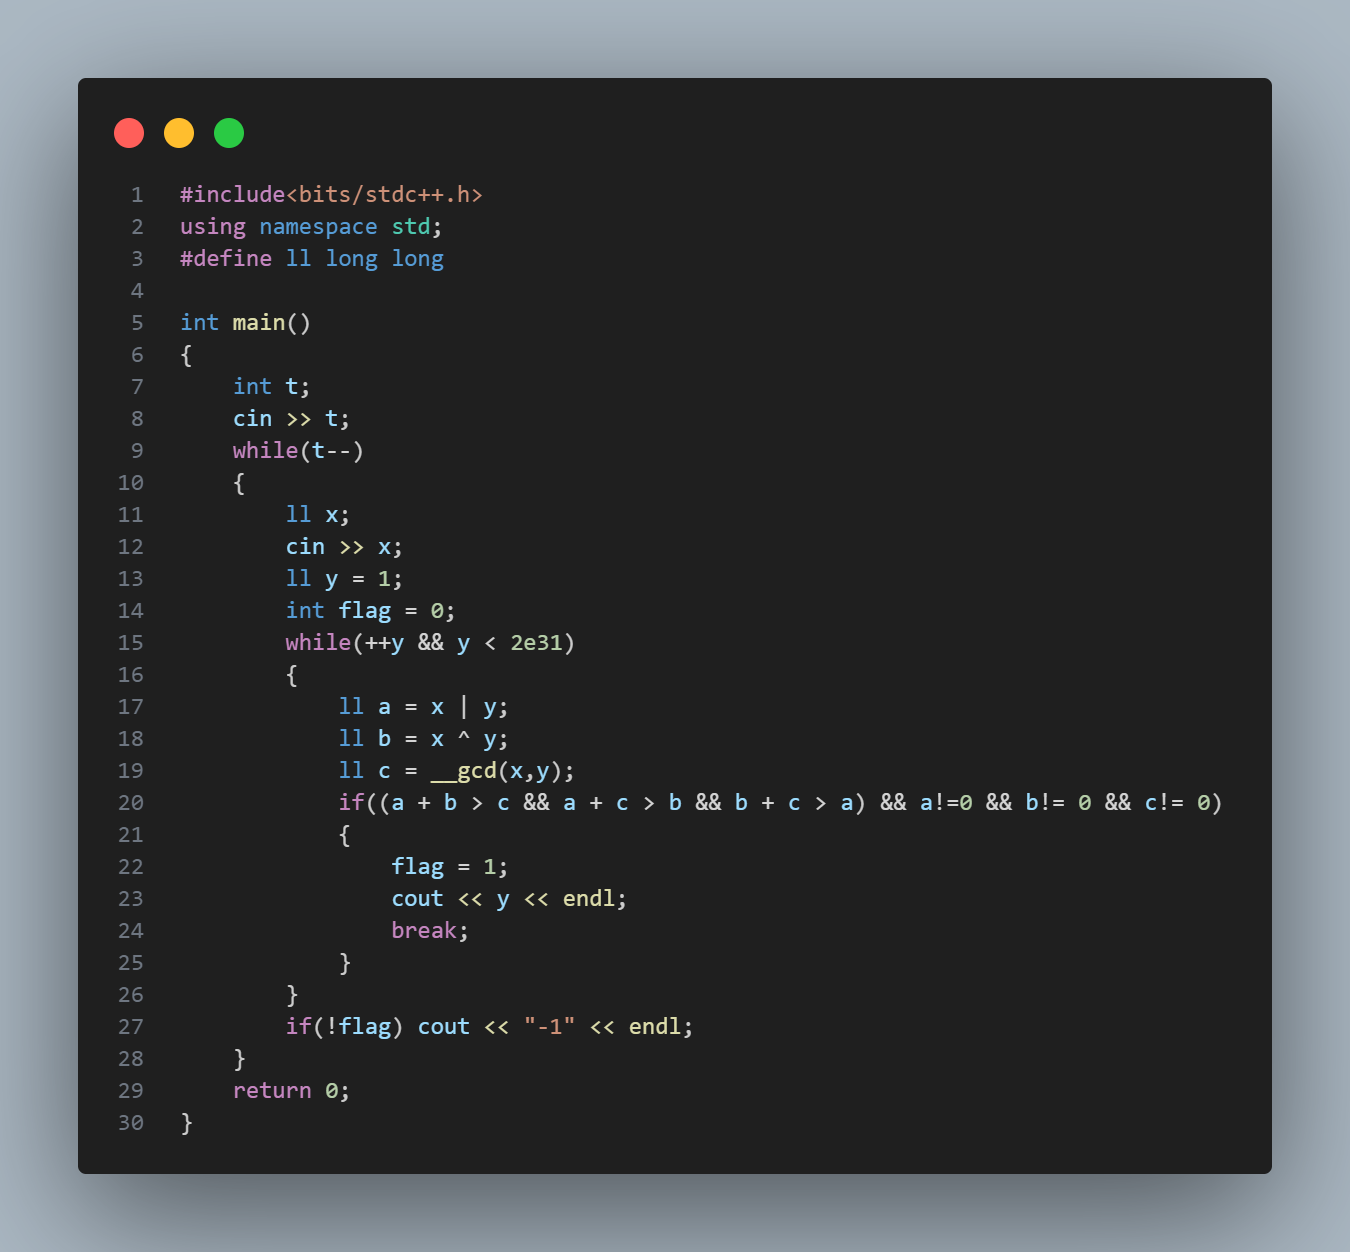 1 #include<bits/stdc++.h>
2 using namespace std;
3 #define ll long long
4
5 int main()
6 {
7     int t;
8     cin >> t;
9     while(t--)
10     {
11         ll x;
12         cin >> x;
13         ll y = 1;
14         int flag = 0;
15         while(++y && y < 2e31)
16         {
17             ll a = x | y;
18             ll b = x ^ y;
19             ll c = __gcd(x,y);
20             if((a + b > c && a + c > b && b + c > a) && a!=0 && b!= 0 && c!= 0)
21             {
22                 flag = 1;
23                 cout << y << endl;
24                 break;
25             }
26         }
27         if(!flag) cout << "-1" << endl;
28     }
29     return 0;
30 }